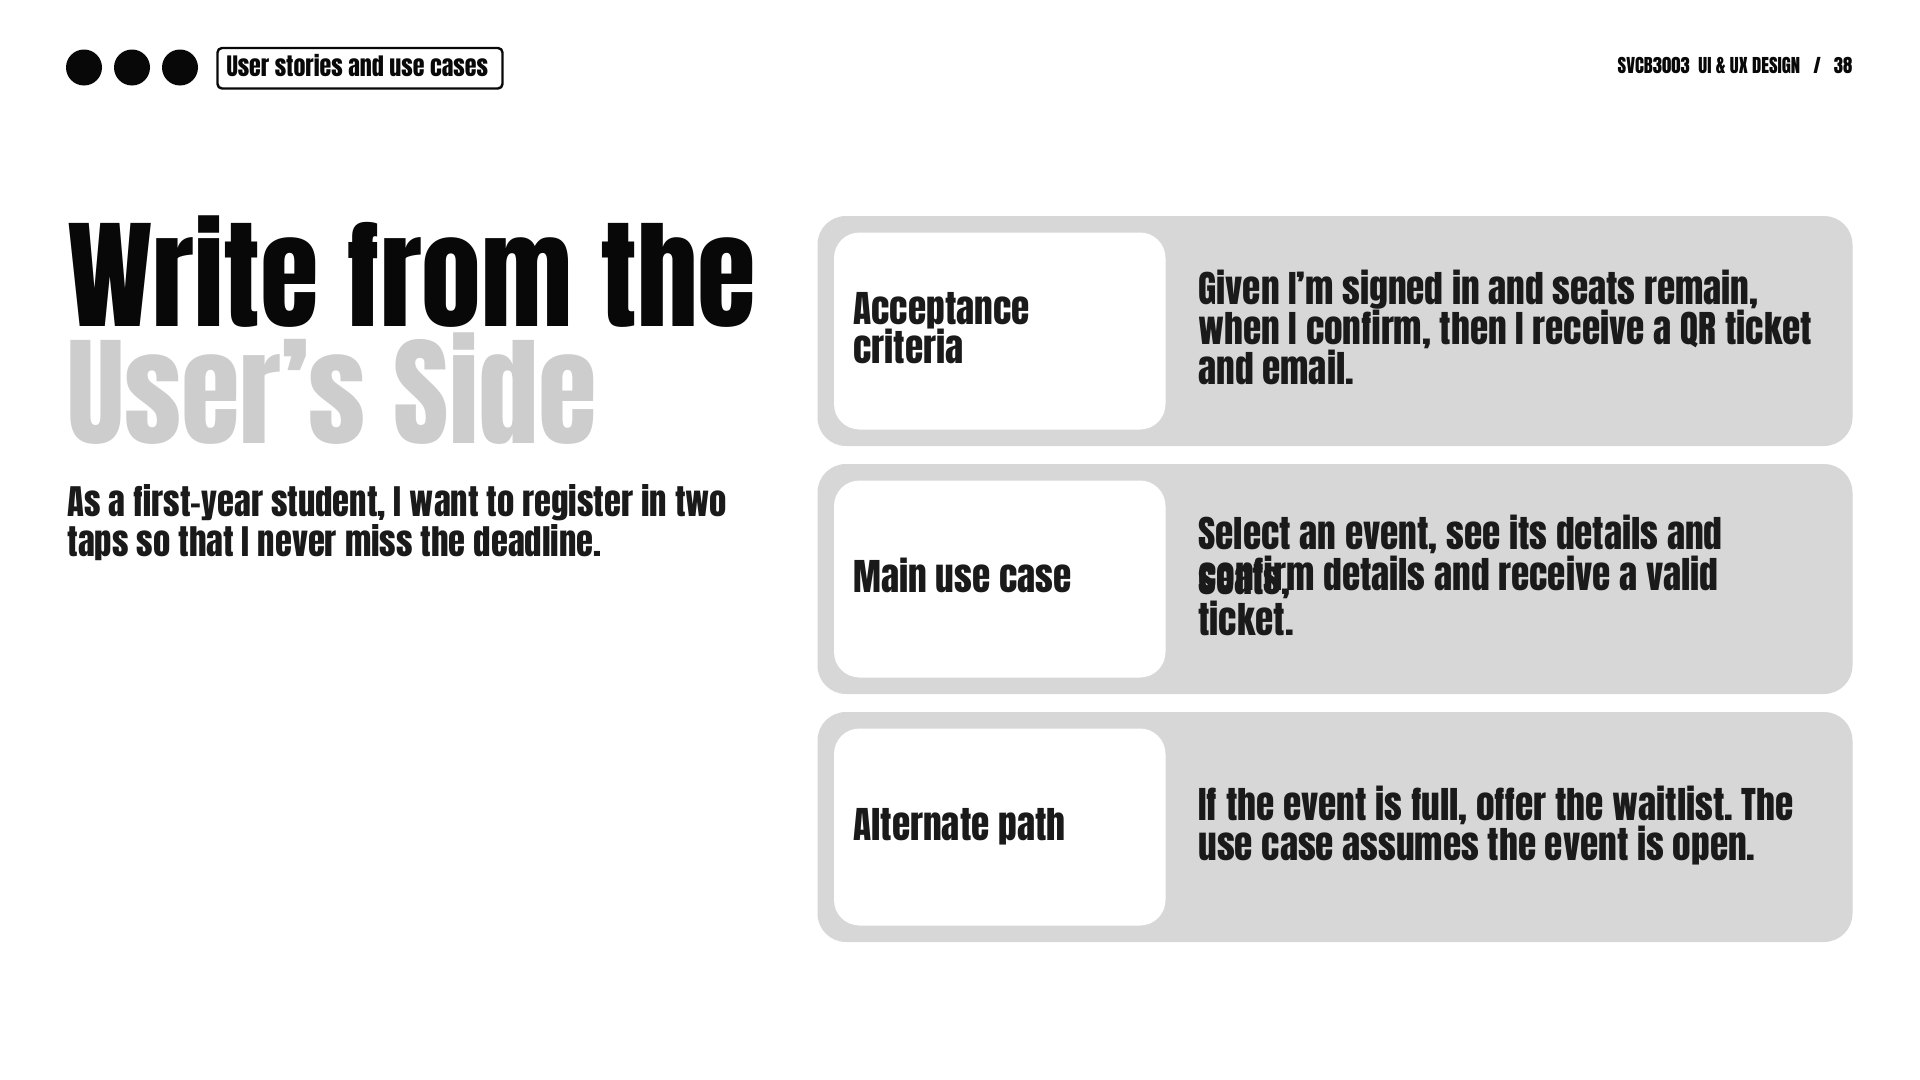 User stories and use cases
SVCB3003 UI & UX DESIGN / 38
Write from the
User’s Side
As a first-year student, I want to register in two
taps so that I never miss the deadline.
Acceptance
criteria
Given I’m signed in and seats remain,
when I confirm, then I receive a QR ticket
and email.
Main use case
Select an event, see its details and
seats,
confirm details and receive a valid
ticket.
Alternate path
If the event is full, offer the waitlist. The
use case assumes the event is open.